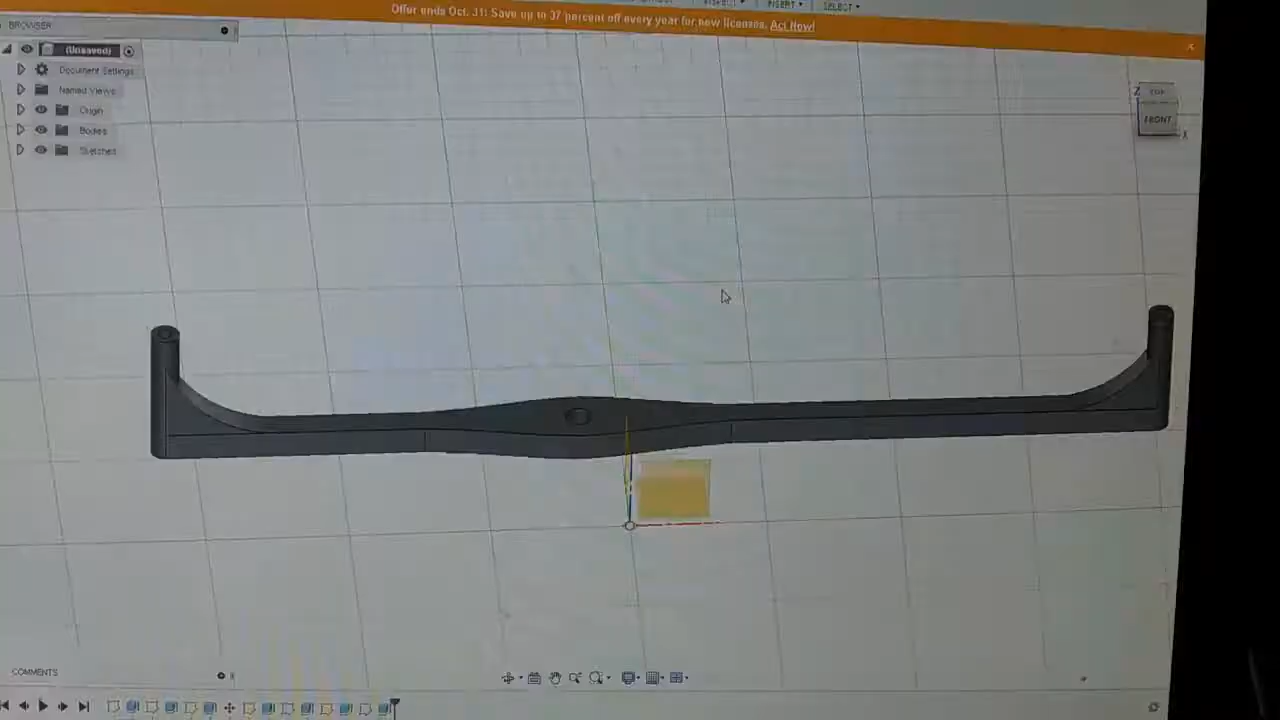 INSERT
SELECT
Offer ends Oct. 31! Save up to 37 percent off every year for new licenses. Act Now!
BROWSER
(Unsaved)
Document Settings
Named Views
Origin
Bodies
Sketches
Z
TOP
FRONT
X
COMMENTS